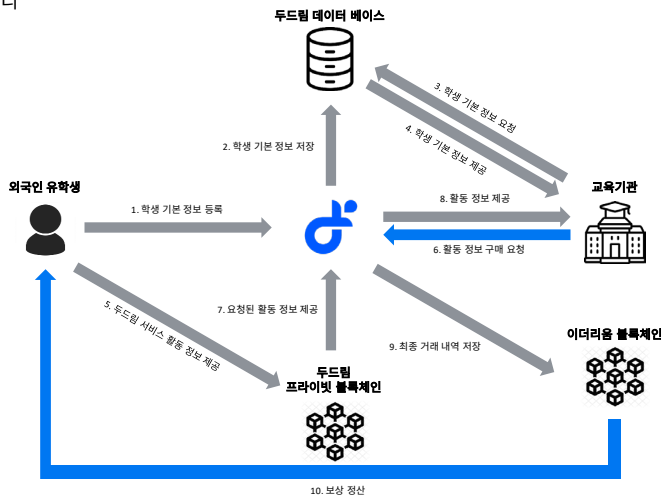 두드림 데이터 베이스
3. 학생 기본 정보 요청
4. 학생 기본 정보 제공
2. 학생 기본 정보 저장
외국인 유학생
교육기관
1. 학생 기본 정보 등록
8. 활동 정보 제공
6. 활동 정보 구매 요청
5. 두드림 서비스 활동 정보 제공
7. 요청된 활동 정보 제공
9. 최종 거래 내역 저장
이더리움 블록체인
두드림
프라이빗 블록체인
10. 보상 정산